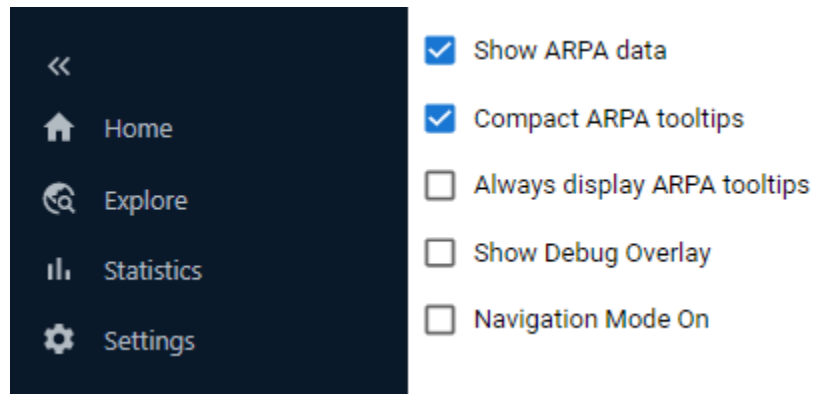 Home
Explore
Statistics
Settings
Show ARPA data
Compact ARPA tooltips
Always display ARPA tooltips
Show Debug Overlay
Navigation Mode On